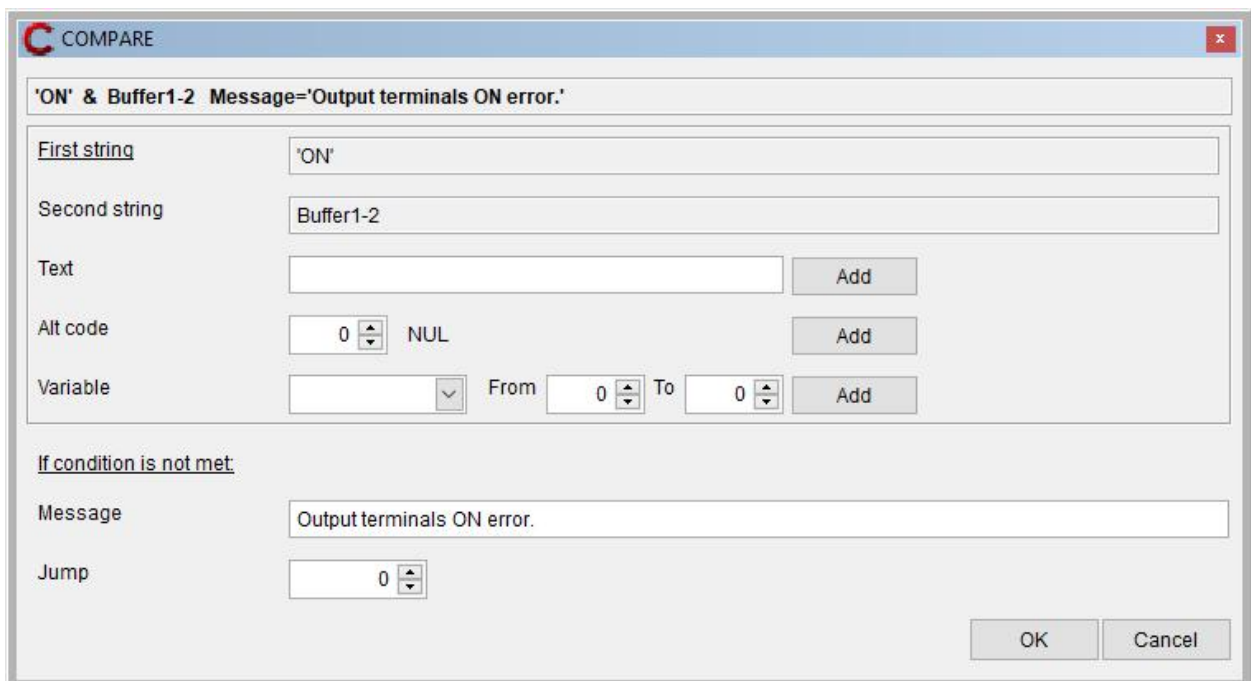 COMPARE
'ON' & Buffer1-2 Message='Output terminals ON error.'
First string 'ON'
Second string Buffer1-2
Text Add
Alt code 0 NUL Add
Variable From 0 To 0 Add
If condition is not met:
Message Output terminals ON error.
Jump 0
OK Cancel